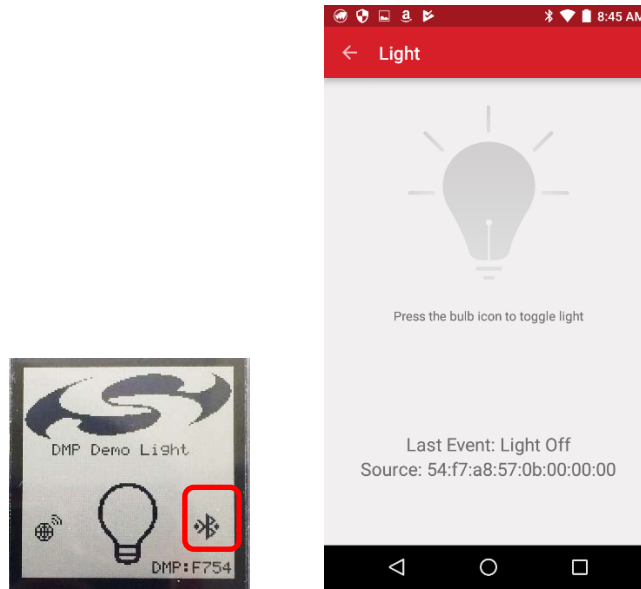 8:45 AM
Light
Press the bulb icon to toggle light
Last Event: Light Off
Source: 54:f7:a8:57:0b:00:00:00
DMP Demo Light
DMP:F754